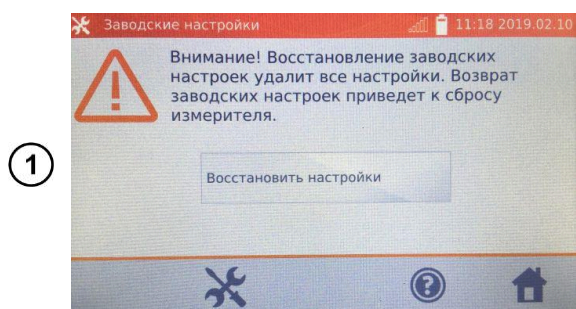 Заводские настройки 11:18 2019.02.10
Внимание! Восстановление заводских
настроек удалит все настройки. Возврат
заводских настроек приведет к сбросу
измерителя.
1
Восстановить настройки
?